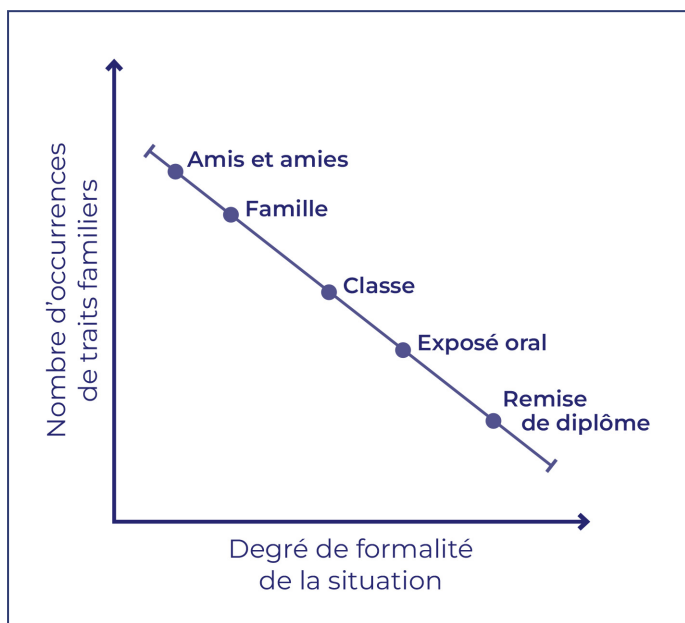 Nombre d’occurrences
de traits familiers
Amis et amies
Famille
Classe
Exposé oral
Remise
de diplôme
Degré de formalité
de la situation